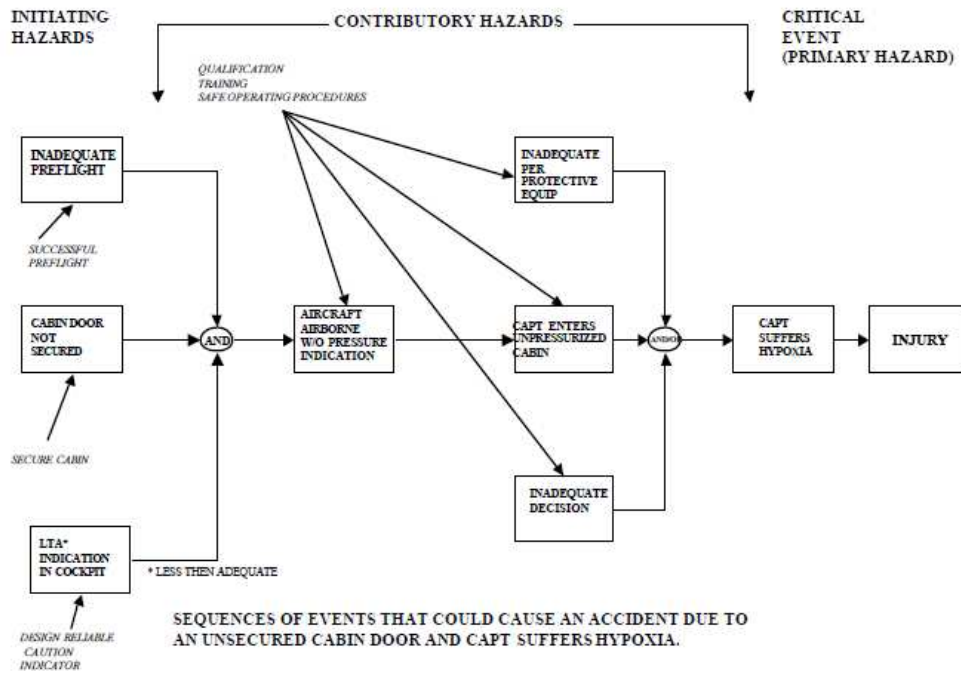 INITIATING
HAZARDS
CONTRIBUTORY HAZARDS
CRITICAL
EVENT
(PRIMARY HAZARD)
QUALIFICATION
TRAINING
SAFE OPERATING PROCEDURES
INADEQUATE
PREFLIGHT
INADEQUATE
PER
PROTECTIVE
EQUIP
SUCCESSFUL
PREFLIGHT
CABIN DOOR
NOT
SECURED
AND
AIRCRAFT
AIRBORNE
W/O PRESSURE
INDICATION
CAPT ENTERS
UNPRESSURIZED
CABIN
AND/OR
CAPT
SUFFERS
HYPOXIA
INJURY
SECURE CABIN
INADEQUATE
DECISION
LTA*
INDICATION
IN COCKPIT
* LESS THEN ADEQUATE
DESIGN RELIABLE
CAUTION
INDICATOR
SEQUENCES OF EVENTS THAT COULD CAUSE AN ACCIDENT DUE TO
AN UNSECURED CABIN DOOR AND CAPT SUFFERS HYPOXIA.